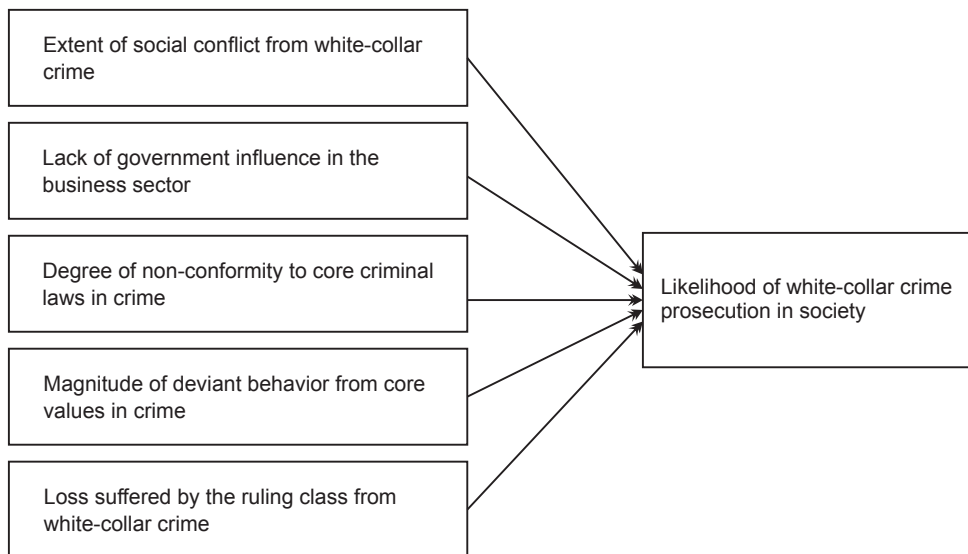 Extent of social conflict from white-collar
crime
Lack of government influence in the
business sector
Degree of non-conformity to core criminal
laws in crime
Magnitude of deviant behavior from core
values in crime
Loss suffered by the ruling class from
white-collar crime
Likelihood of white-collar crime
prosecution in society